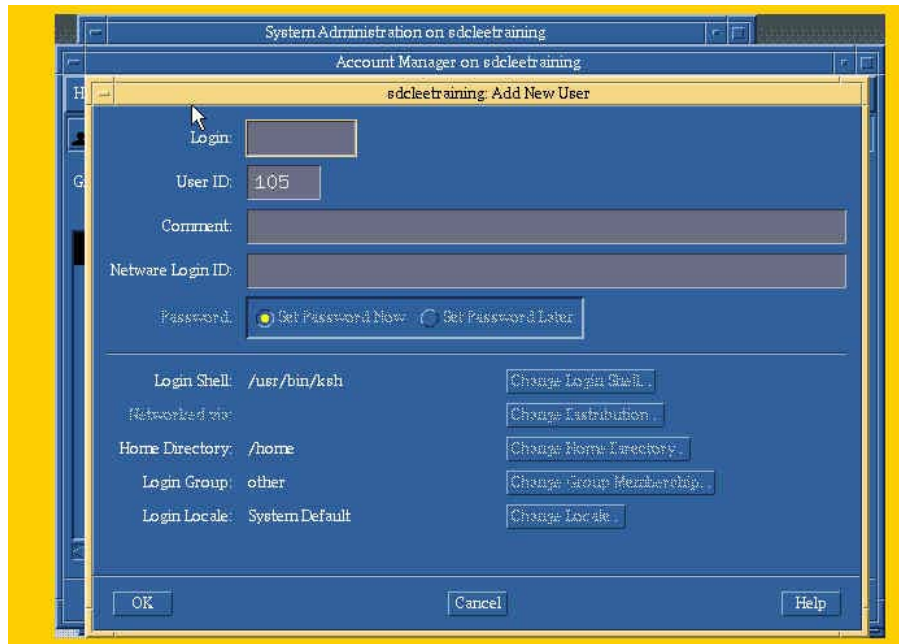 System Administration on sdcleetraining
Account Manager on sdcleetraining
H
sdcleetraining: Add New User
Login:
G
User ID: 105
Comment:
Netware Login ID:
Password: Set Password Now Set Password Later
Login Shell: /usr/bin/ksh Change Login Shell...
Networked via: Change Distribution...
Home Directory: /home Change Home Directory...
Login Group: other Change Group Membership...
Login Locale: System Default Change Locale...
OK Cancel Help